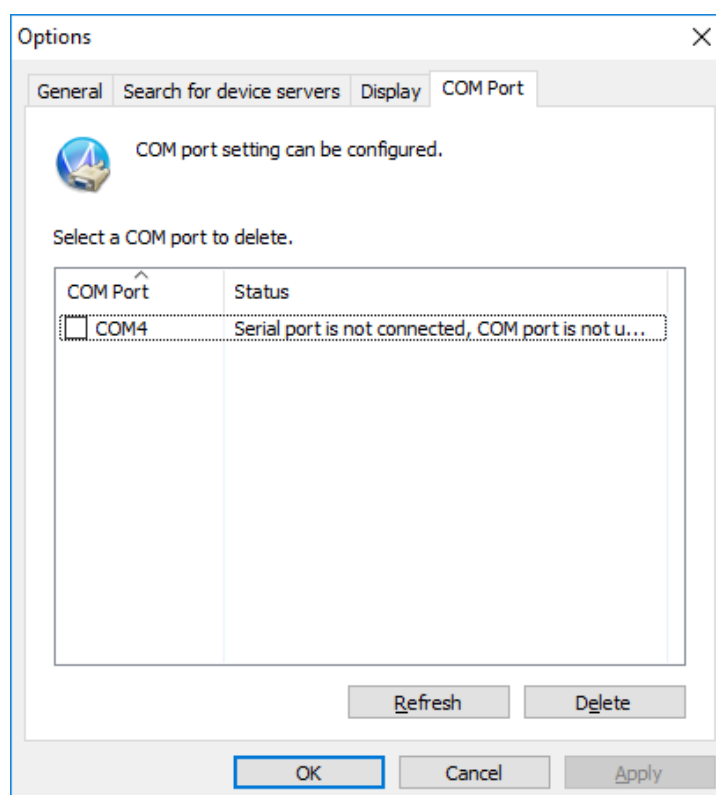 Options
General Search for device servers Display COM Port
COM port setting can be configured.
Select a COM port to delete.
COM Port Status
COM4 Serial port is not connected, COM port is not u...
Refresh Delete
OK Cancel Apply